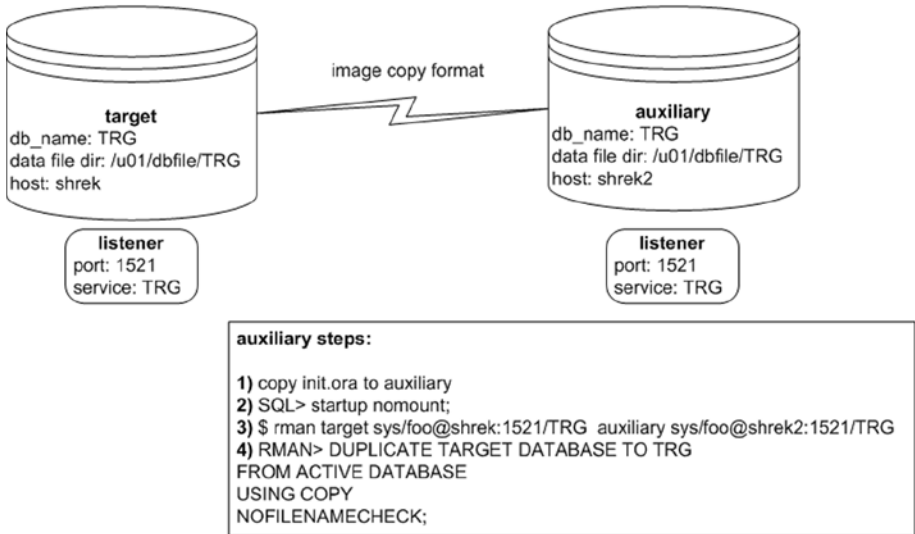 target
db_name: TRG
data file dir: /u01/dbfile/TRG
host: shrek
image copy format
auxiliary
db_name: TRG
data file dir: /u01/dbfile/TRG
host: shrek2
listener
port: 1521
service: TRG
listener
port: 1521
service: TRG
auxiliary steps:
1) copy init.ora to auxiliary
2) SQL> startup nomount;
3) $ rman target sys/foo@shrek:1521/TRG auxiliary sys/foo@shrek2:1521/TRG
4) RMAN> DUPLICATE TARGET DATABASE TO TRG
FROM ACTIVE DATABASE
USING COPY
NOFILENAMECHECK;